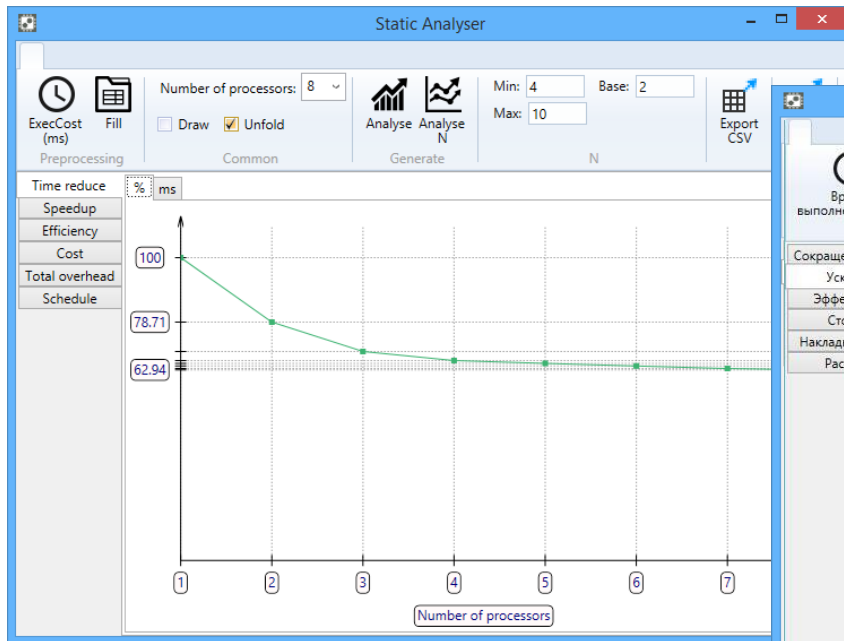 Static Analyser
Number of processors: 8
Min: 4
Base: 2
Max: 10
Draw
Unfold
ExecCost
(ms)
Fill
Analyse
Analyse
N
Export
CSV
Preprocessing
Common
Generate
N
Time reduce
Speedup
Efficiency
Cost
Total overhead
Schedule
%
ms
100
78.71
62.94
1
2
3
4
5
6
7
Number of processors
Вр
выполне
Сокраще
Уск
Эффе
Сто
Наклад
Рас